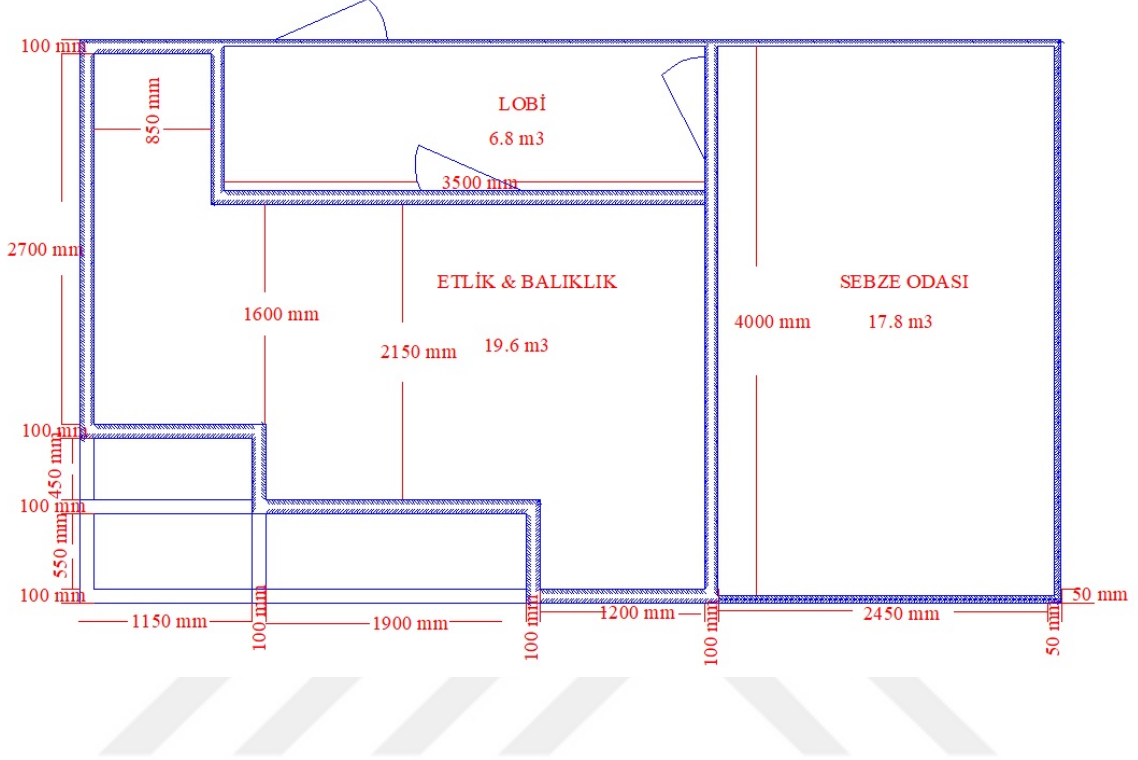 100 mm
850 mm
LOBİ
6.8 m3
3500 mm
2700 mm
ETLİK & BALIKLIK
SEBZE ODASI
1600 mm
4000 mm
17.8 m3
2150 mm
19.6 m3
100 mm
450 mm
100 mm
550 mm
100 mm
50 mm
1150 mm
100 mm
1900 mm
100 mm
1200 mm
100 mm
2450 mm
50 mm